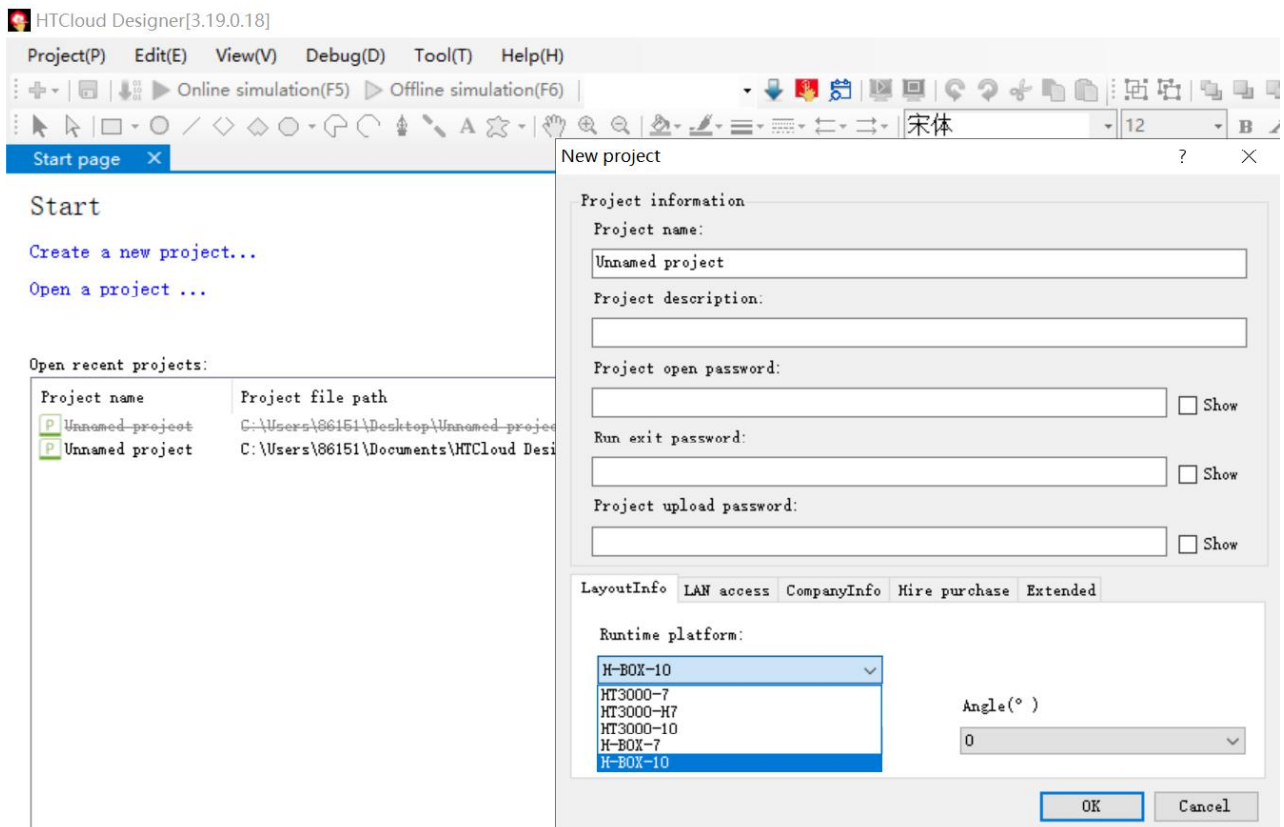 HTCloud Designer[3.19.0.18]
Project(P) Edit(E) View(V) Debug(D) Tool(T) Help(H)
Online simulation(F5) Offline simulation(F6)
A 宋体 12 B
Start page
New project ?
Start
Create a new project...
Open a project ...
Open recent projects:
Project name Project file path
P Unnamed project C:\Users\86151\Desktop\Unnamed projec
P Unnamed project C:\Users\86151\Documents\HTCloud Desi
Project information
Project name:
Unnamed project
Project description:
Project open password:
Show
Run exit password:
Show
Project upload password:
Show
LayoutInfo LAN access CompanyInfo Hire purchase Extended
Runtime platform:
H-BOX-10
HT3000-7
HT3000-H7
HT3000-10
H-BOX-7
H-BOX-10
Angle(° )
0
OK Cancel